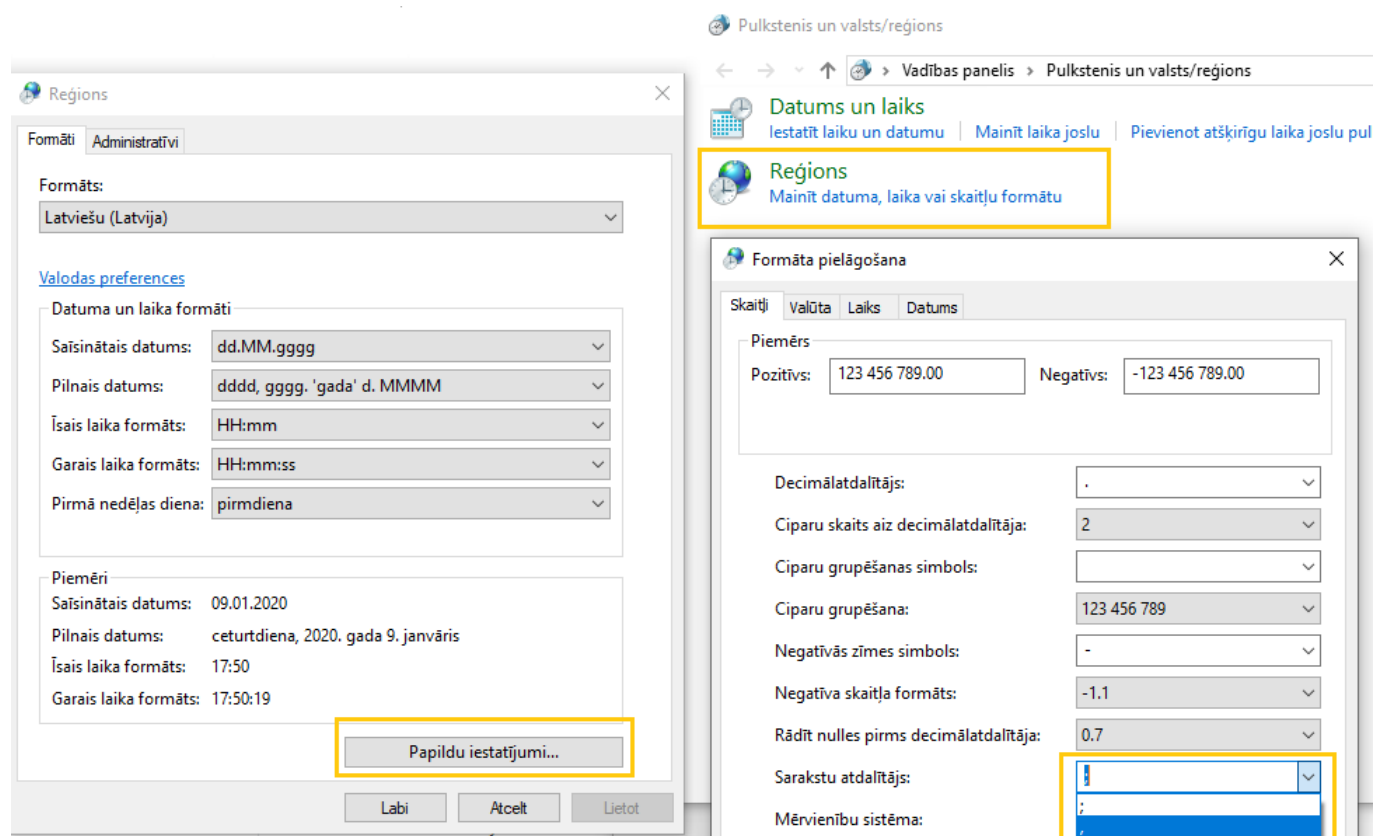 Reģions
Formāti
Administratīvi
Formāts:
Latviešu (Latvija)
Valodas preferences
Datuma un laika formāti
Saīsinātais datums: dd.MM.gggg
Pilnais datums: dddd, gggg. 'gada' d. MMMM
Īsais laika formāts: HH:mm
Garais laika formāts: HH:mm:ss
Pirmā nedēļas diena: pirmdiena
Piemēri
Saīsinātais datums: 09.01.2020
Pilnais datums: ceturtdiena, 2020. gada 9. janvāris
Īsais laika formāts: 17:50
Garais laika formāts: 17:50:19
Papildu iestatījumi...
Labi
Atcelt
Lietot
Pulkstenis un valsts/reģions
Vadības panelis > Pulkstenis un valsts/reģions
Datums un laiks
Iestatīt laiku un datumu | Mainīt laika joslu | Pievienot atšķirīgu laika joslu pul
Reģions
Mainīt datuma, laika vai skaitļu formātu
Formāta pielāgošana
Skaitļi Valūta Laiks Datums
Piemērs
Pozitīvs: 123 456 789.00 Negatīvs: -123 456 789.00
Decimālatdalītājs: .
Ciparu skaits aiz decimālatdalītāja: 2
Ciparu grupēšanas simbols:
Ciparu grupēšana: 123 456 789
Negatīvās zīmes simbols: -
Negatīva skaitļa formāts: -1.1
Rādīt nulles pirms decimālatdalītāja: 0.7
Sarakstu atdalītājs: ;
;
Mērvienību sistēma: